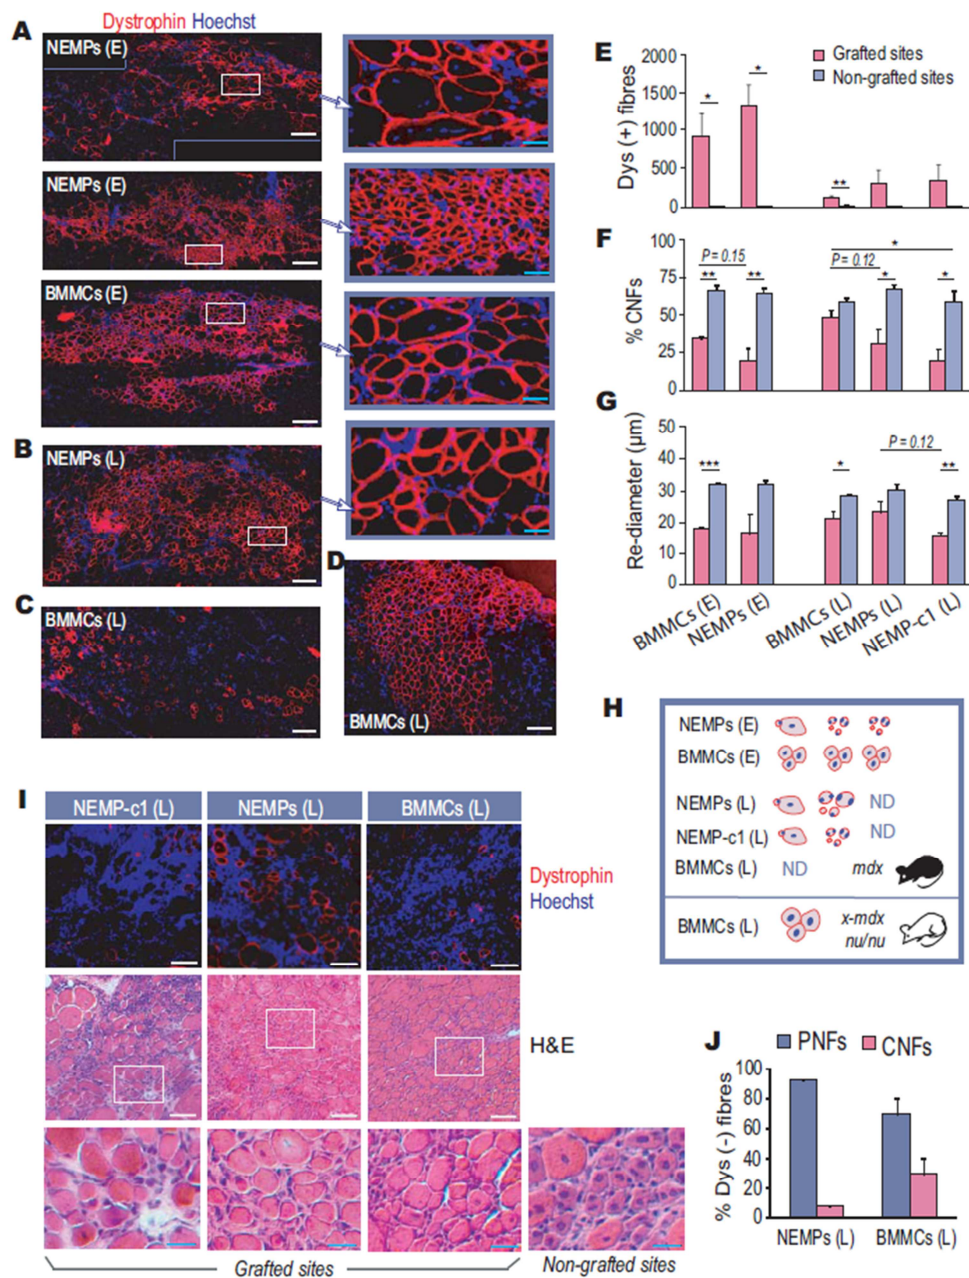 Dystrophin Hoechst
A
NEMPs (E)
NEMPs (E)
BMMCs (E)
B
NEMPs (L)
C
BMMCs (L)
D
BMMCs (L)
E
Dys (+) fibres
2000
1500
1000
500
0
Grafted sites
Non-grafted sites
*
*
**
F
% CNFs
100
75
50
25
0
P = 0.15
**
**
*
P = 0.12
*
*
G
Re-diameter (µm)
50
40
30
20
10
0
***
*
P = 0.12
**
BMMCs (E)
NEMPs (E)
BMMCs (L)
NEMPs (L)
NEMP-c1 (L)
H
NEMPs (E)
BMMCs (E)
NEMPs (L) ND
NEMP-c1 (L) ND
BMMCs (L) ND mdx
BMMCs (L) x-mdx
nu/nu
I
NEMP-c1 (L) NEMPs (L) BMMCs (L)
Dystrophin
Hoechst
H&E
Grafted sites Non-grafted sites
J
PNFs CNFs
% Dys (-) fibres
80
60
40
20
0
NEMPs (L) BMMCs (L)